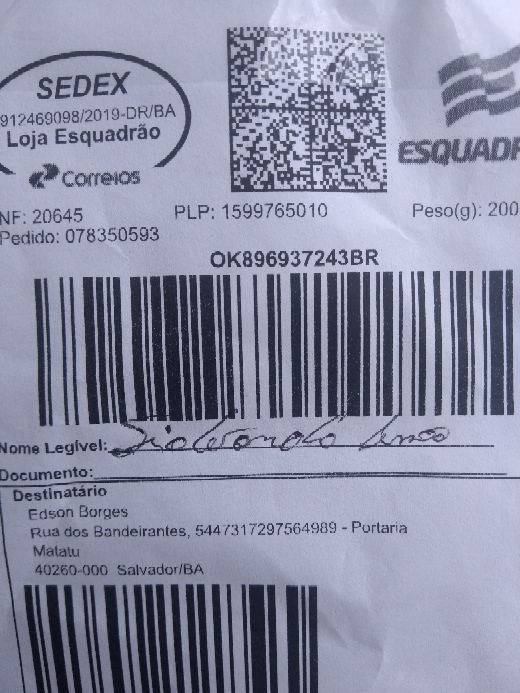 SEDEX
912469098/2019-DR/BA
Loja Esquadrão
Correios
ESQUADR
NF: 20645
PLP: 1599765010
Peso(g): 200
Pedido: 078350593
OK896937243BR
Nome Legível:
Documento:
Destinatário
Edson Borges
Rua dos Bandeirantes, 5447317297564989 - Portaria
Matatu
40260-000 Salvador/BA